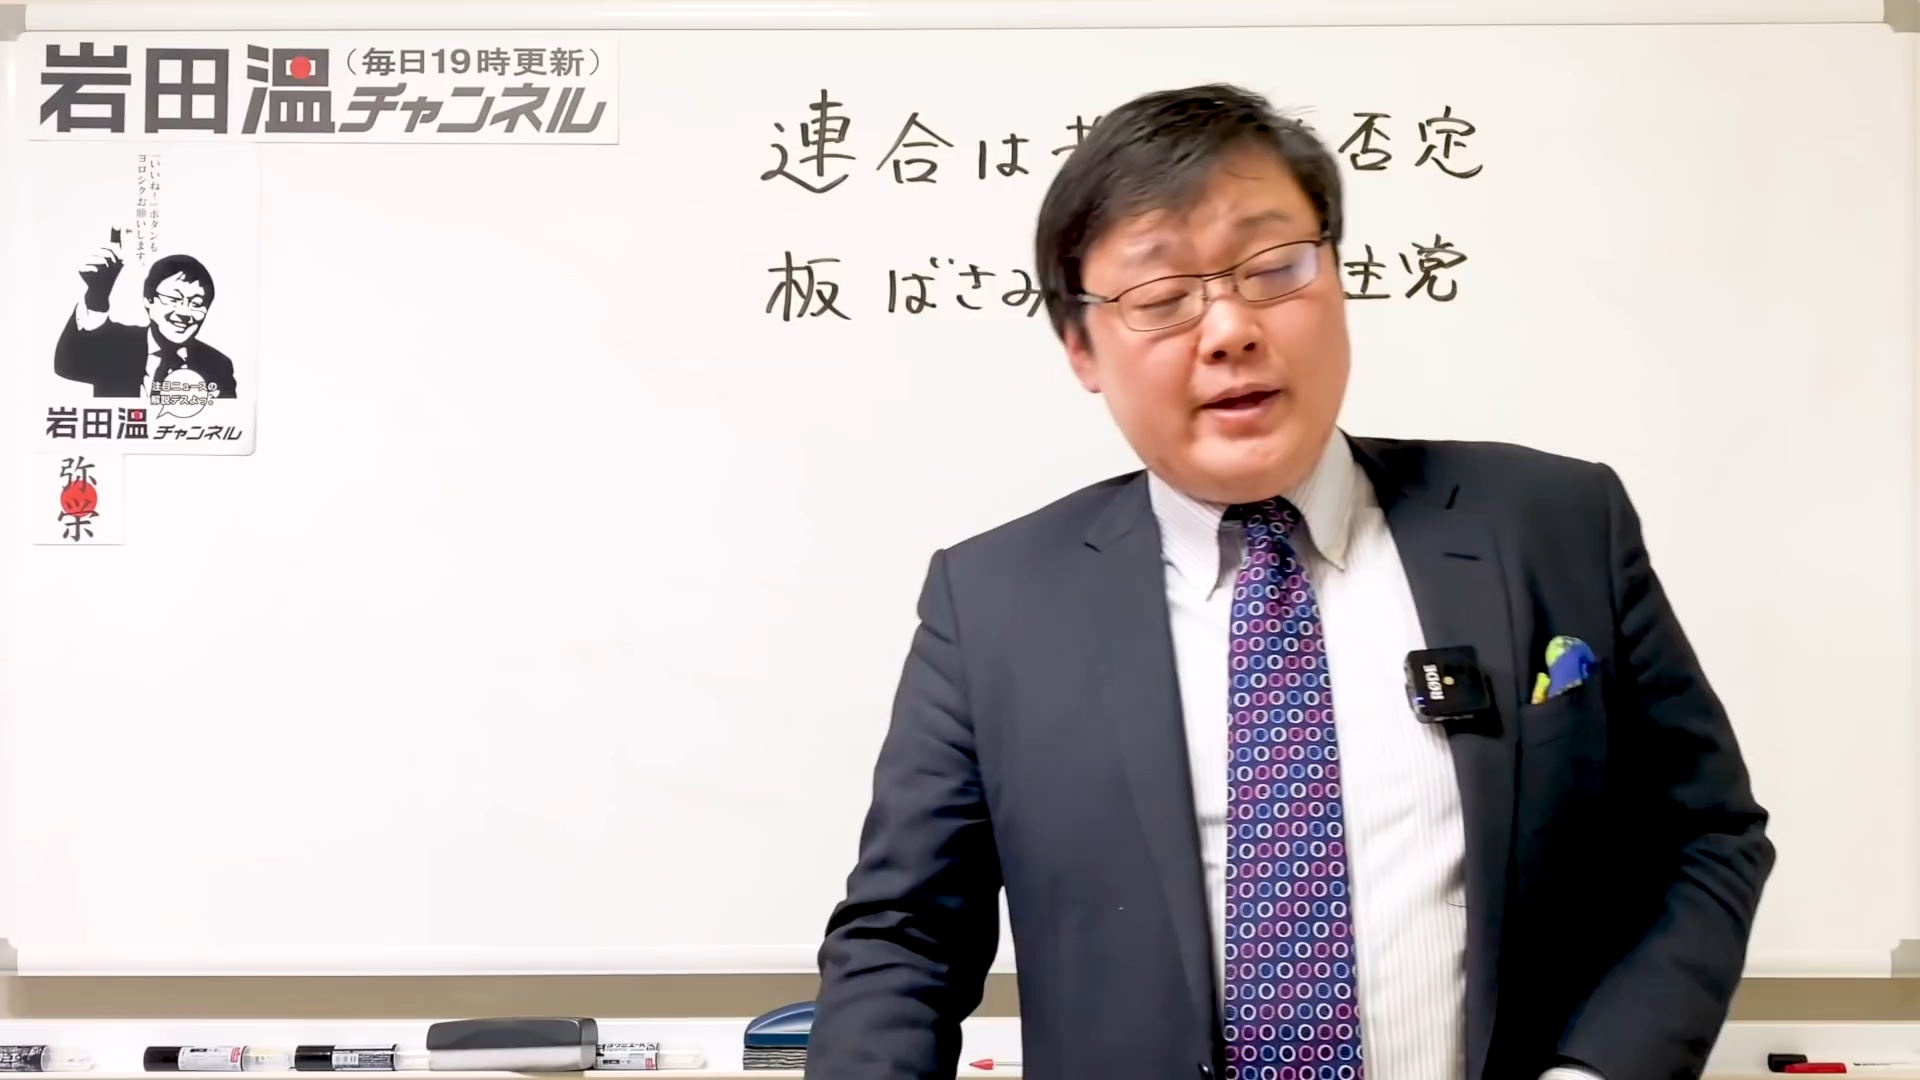 岩田温
(毎日19時更新)
チャンネル
「いいね!」ボタンも
ヨロシクお願いします。
注目ニュースの
解説デスよっ!
岩田温 チャンネル
弥栄
連合は 否定
板ばさみ 主党
RØDE